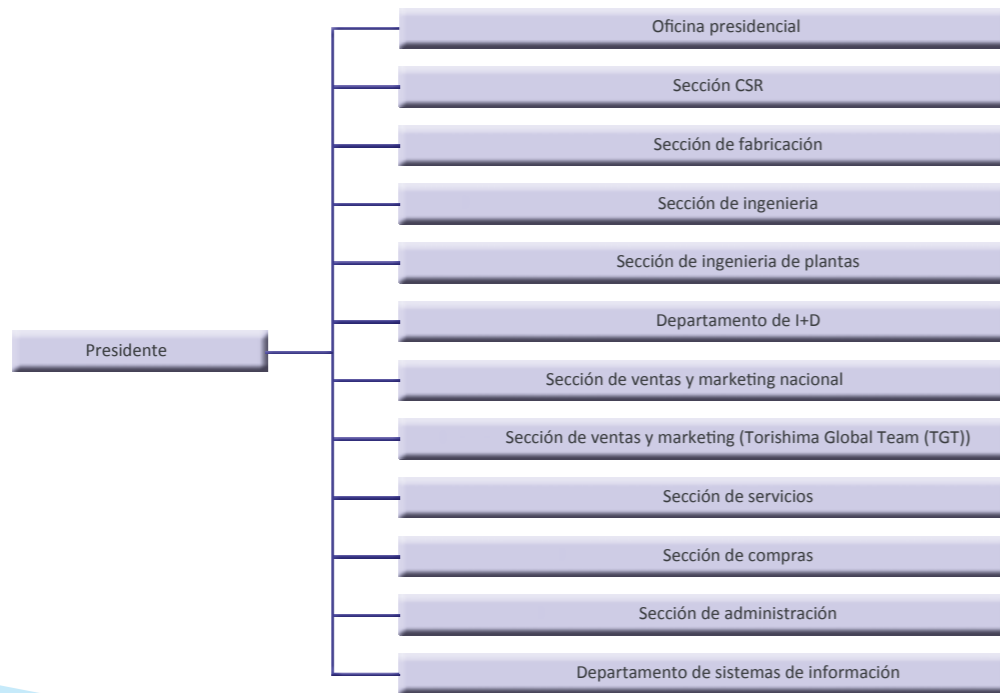 Oficina presidencial
Sección CSR
Sección de fabricación
Sección de ingenieria
Sección de ingenieria de plantas
Departamento de I+D
Presidente
Sección de ventas y marketing nacional
Sección de ventas y marketing (Torishima Global Team (TGT))
Sección de servicios
Sección de compras
Sección de administración
Departamento de sistemas de información